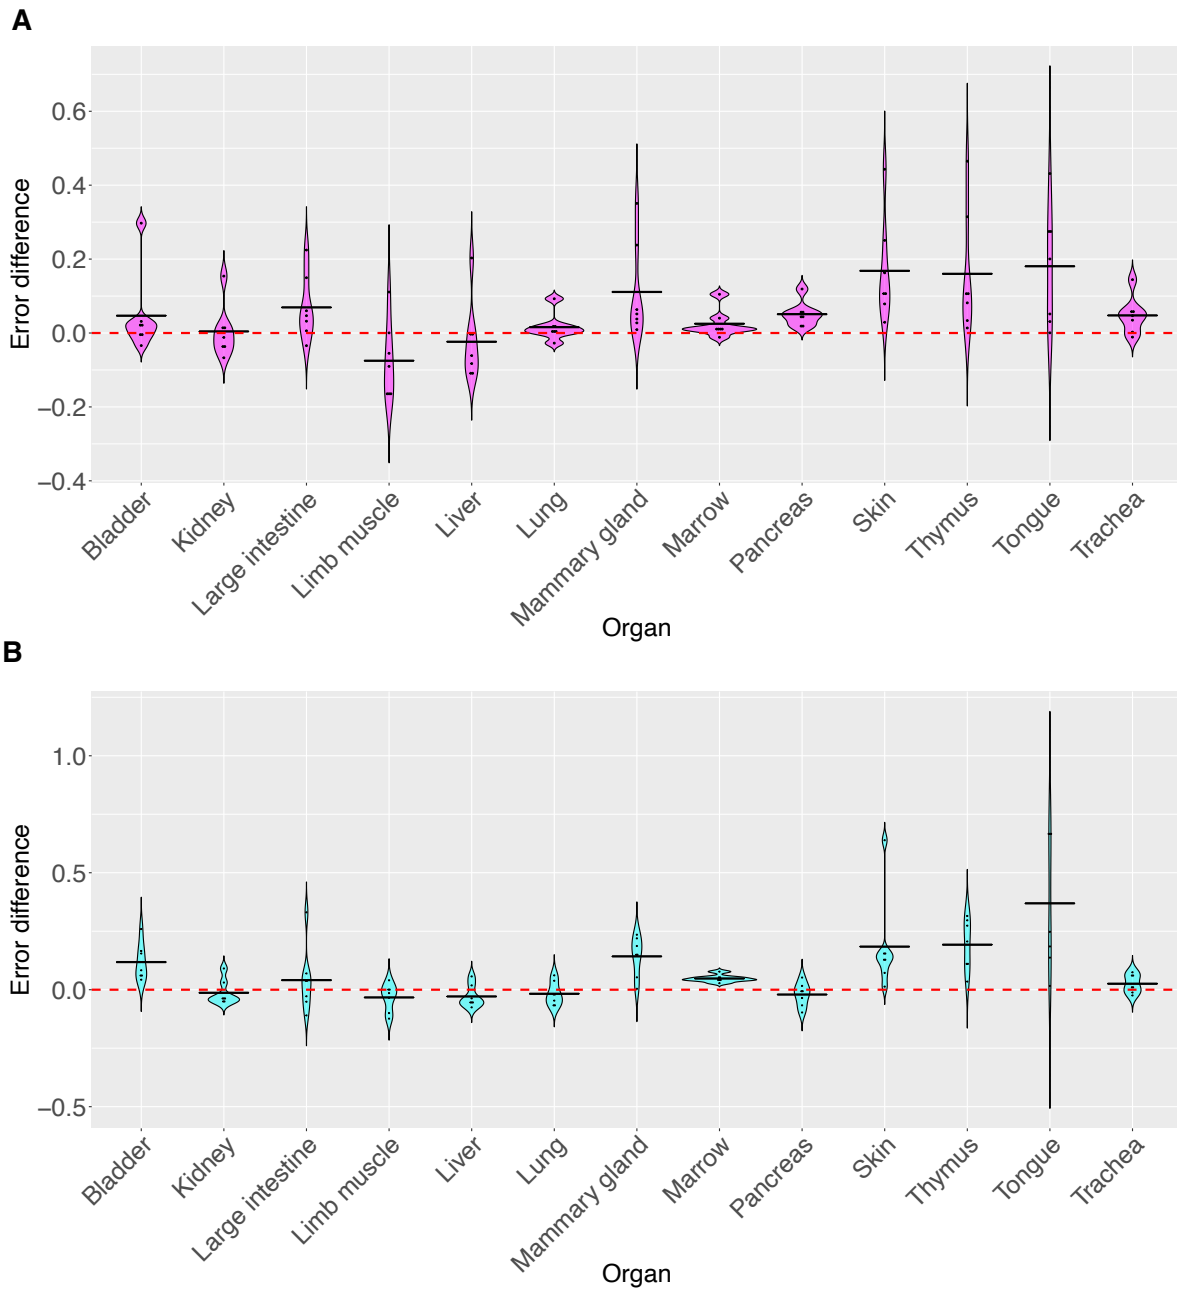 A
Error difference
0.6
0.4
0.2
0.0
−0.2
−0.4
Bladder
Kidney
Large intestine
Limb muscle
Liver
Lung
Mammary gland
Marrow
Pancreas
Skin
Thymus
Tongue
Trachea
Organ
B
Error difference
1.0
0.5
0.0
−0.5
Bladder
Kidney
Large intestine
Limb muscle
Liver
Lung
Mammary gland
Marrow
Pancreas
Skin
Thymus
Tongue
Trachea
Organ